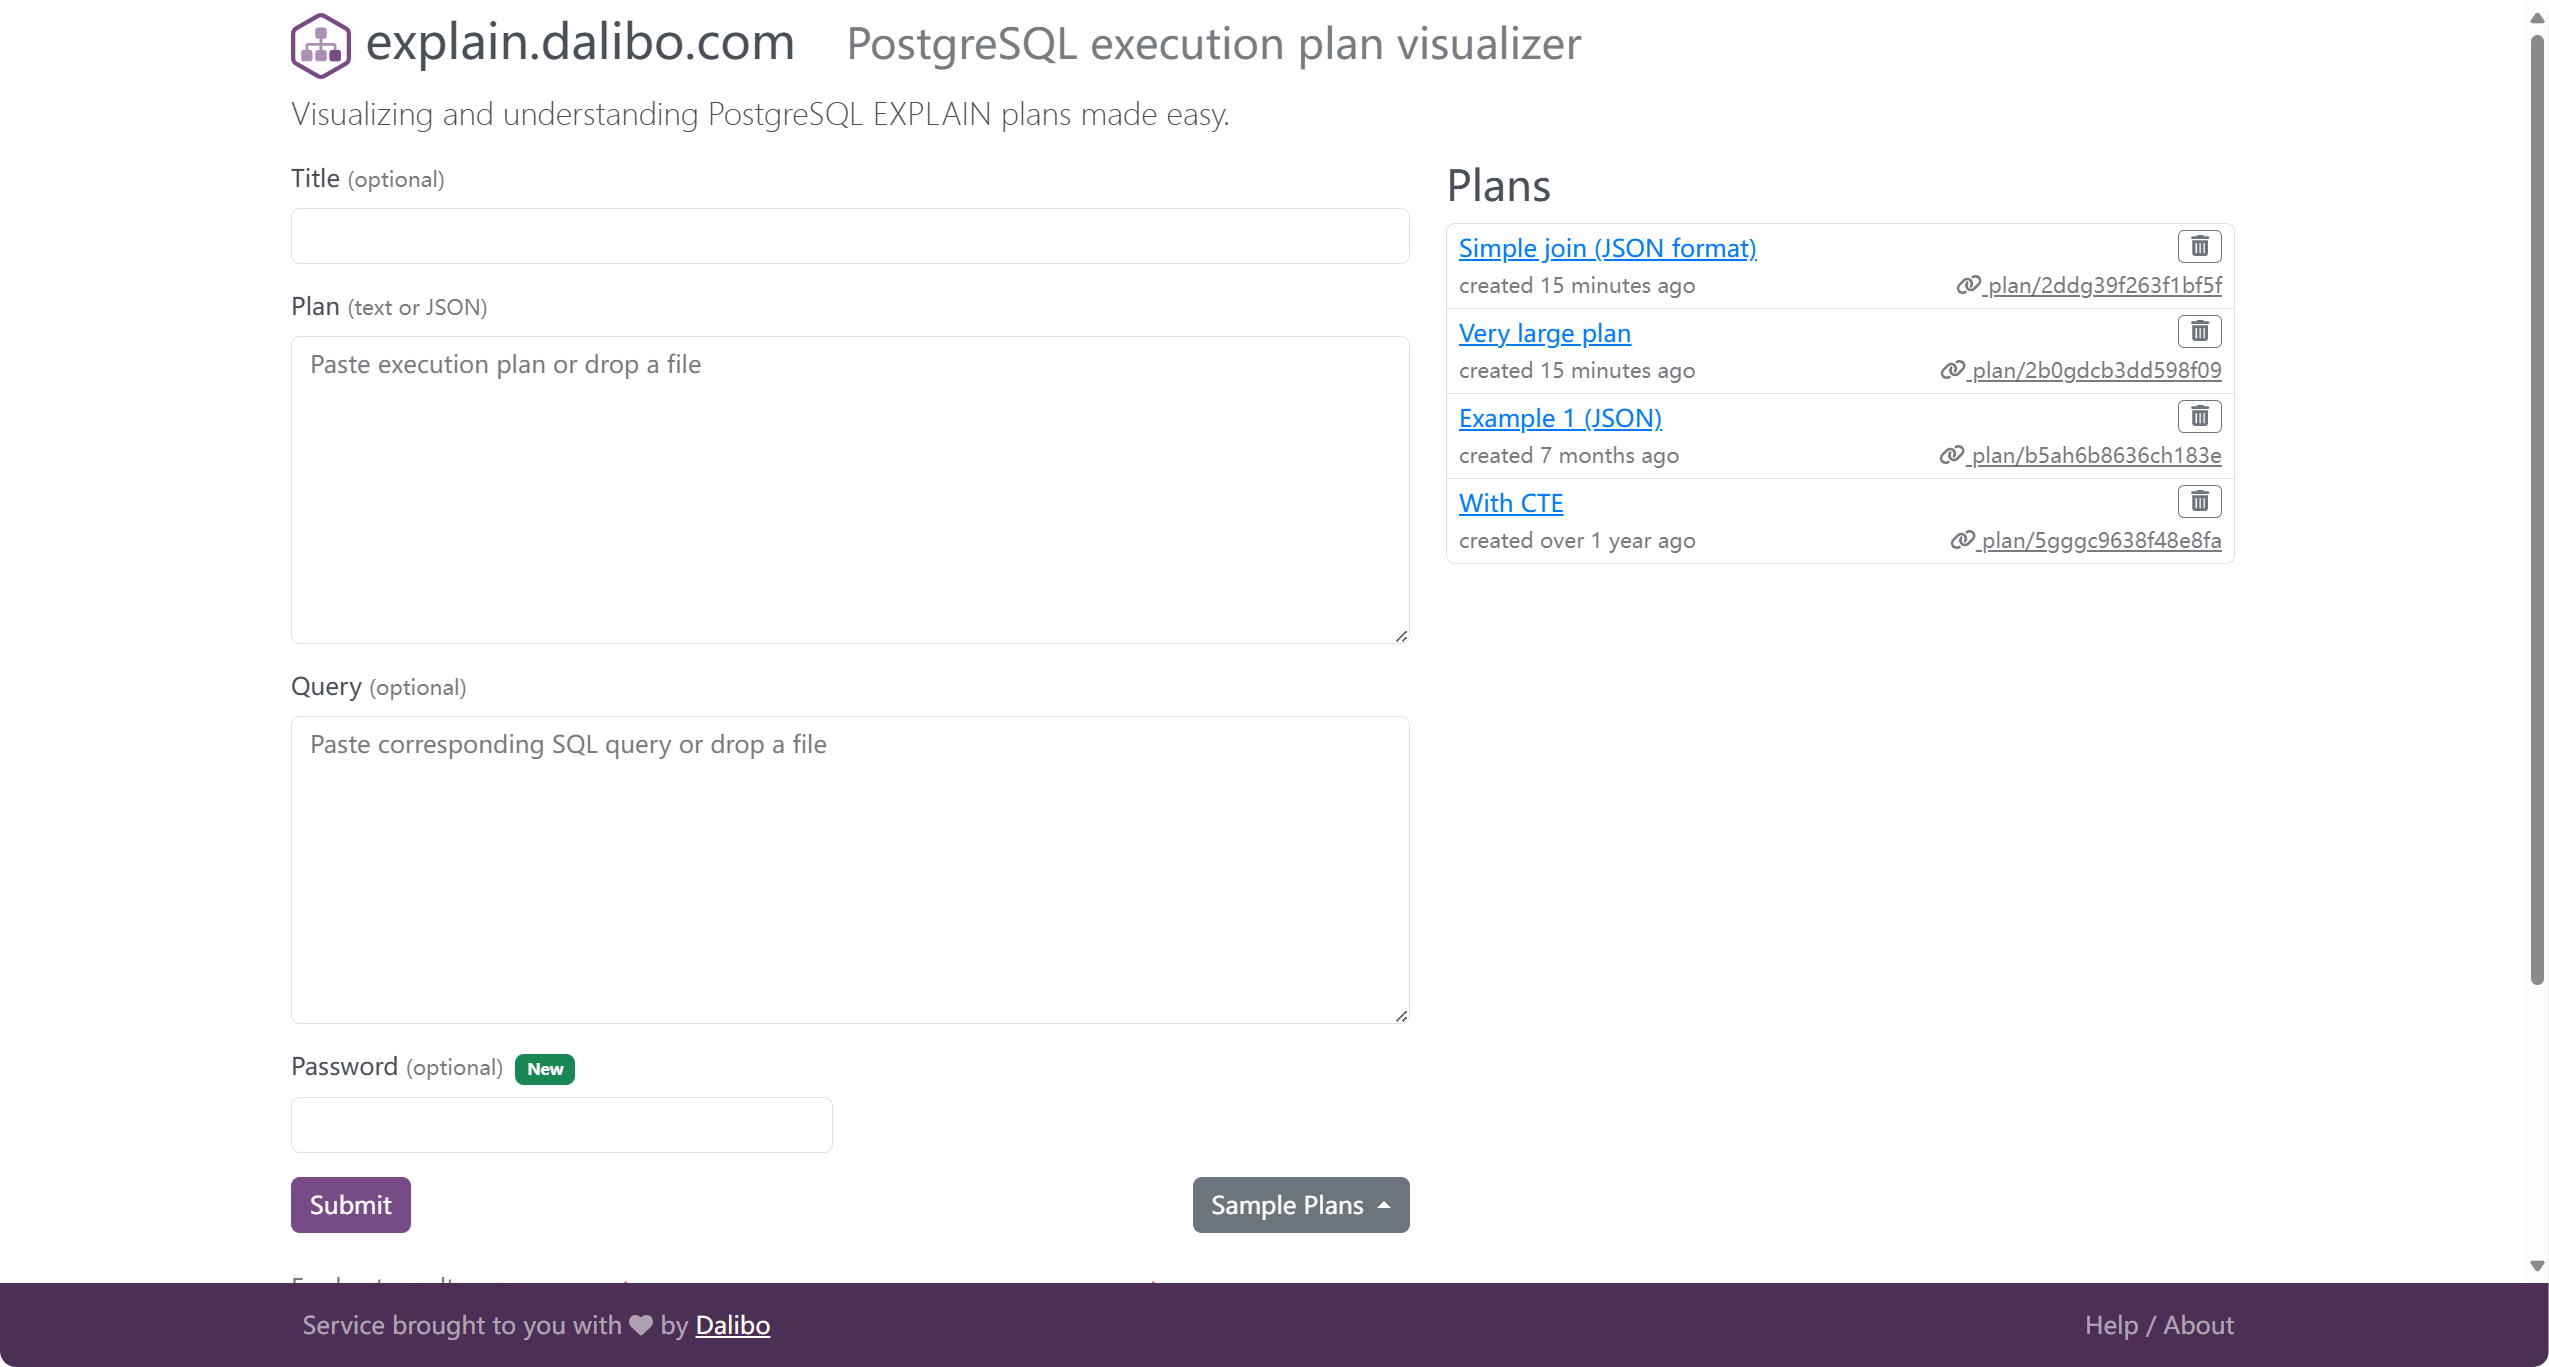 explain.dalibo.com PostgreSQL execution plan visualizer
Visualizing and understanding PostgreSQL EXPLAIN plans made easy.
Title (optional)
Plan (text or JSON)
Paste execution plan or drop a file
Query (optional)
Paste corresponding SQL query or drop a file
Password (optional) New
Submit
Sample Plans
Plans
Simple join (JSON format)
created 15 minutes ago plan/2ddg39f263f1bf5f
Very large plan
created 15 minutes ago plan/2b0gdcb3dd598f09
Example 1 (JSON)
created 7 months ago plan/b5ah6b8636ch183e
With CTE
created over 1 year ago plan/5gggc9638f48e8fa
Service brought to you with by Dalibo
Help / About